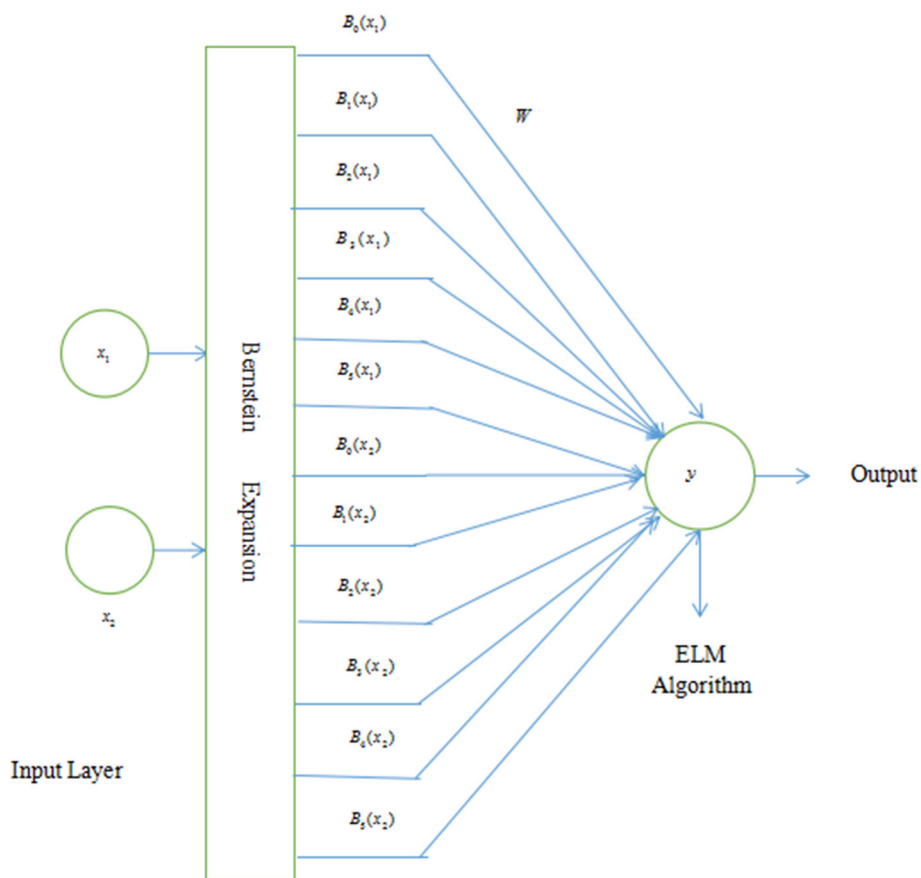 B₀(x₁)
B₁(x₁)
W
B₂(x₁)
B₃(x₁)
B₄(x₁)
x₁
Bernstein Expansion
B₅(x₁)
B₀(x₂)
y
Output
B₁(x₂)
B₂(x₂)
x₂
ELM
Algorithm
B₃(x₂)
B₄(x₂)
Input Layer
B₅(x₂)